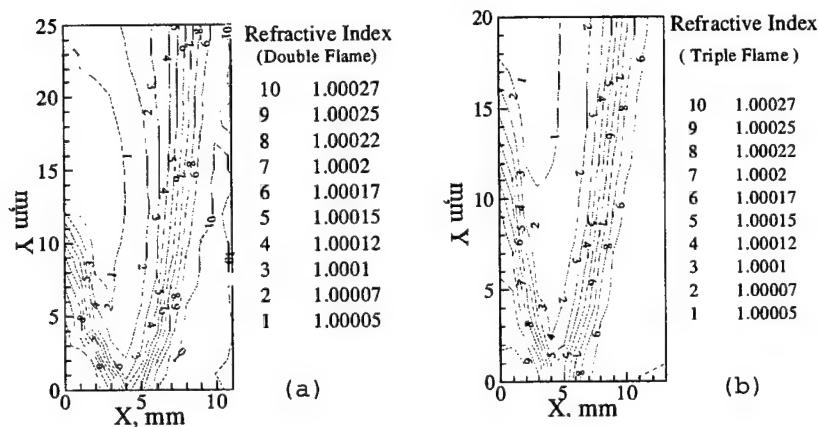 Refractive Index
(Double Flame)
10 1.00027
9 1.00025
8 1.00022
7 1.0002
6 1.00017
5 1.00015
4 1.00012
3 1.0001
2 1.00007
1 1.00005
25
20
15
10
5
0
Y, mm
0 5 10
X, mm
(a)
Refractive Index
( Triple Flame )
10 1.00027
9 1.00025
8 1.00022
7 1.0002
6 1.00017
5 1.00015
4 1.00012
3 1.0001
2 1.00007
1 1.00005
20
15
10
5
0
Y, mm
0 5 10
X, mm
(b)